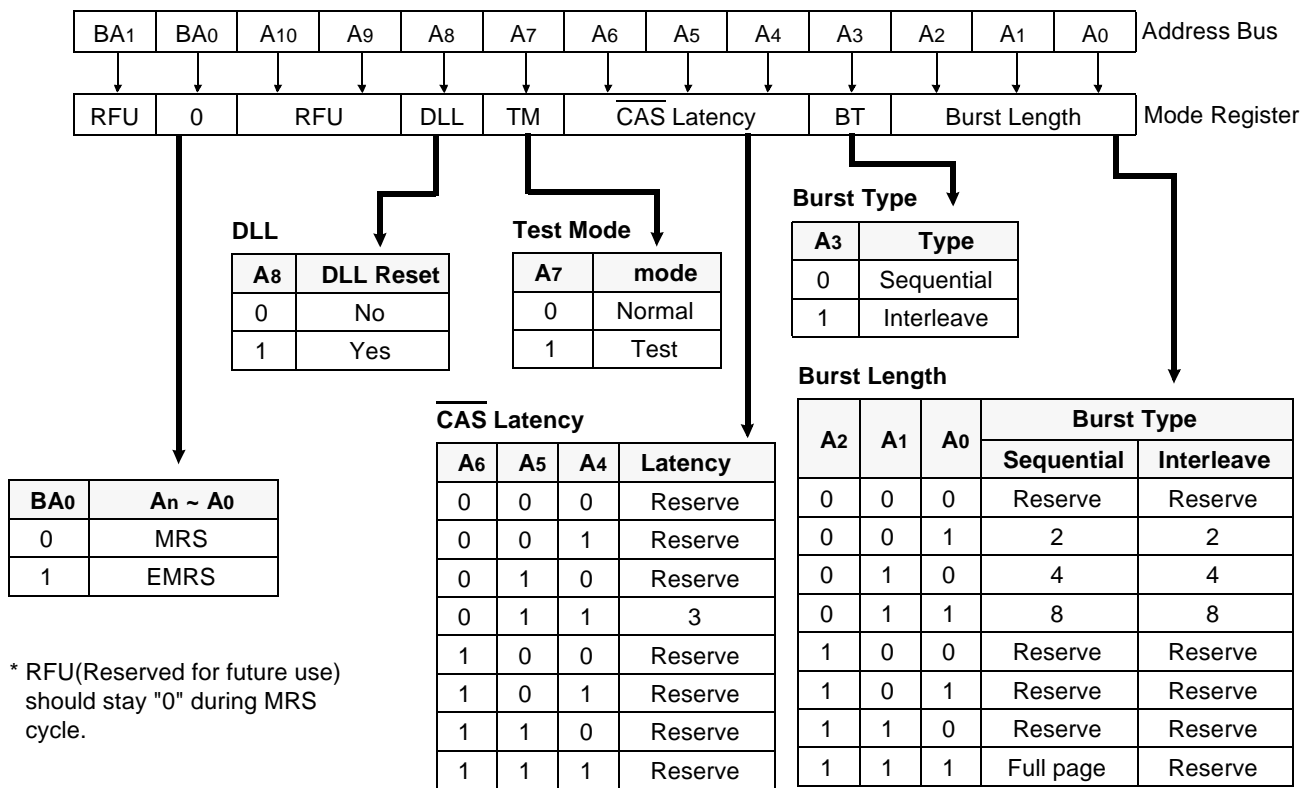 BA1 BA0 A10 A9 A8 A7 A6 A5 A4 A3 A2 A1 A0 Address Bus
RFU 0 RFU DLL TM CAS Latency BT Burst Length Mode Register
Burst Type
A3 Type
0 Sequential
1 Interleave
DLL
A8 DLL Reset
0 No
1 Yes
Test Mode
A7 mode
0 Normal
1 Test
Burst Length
A2 A1 A0 Burst Type
Sequential Interleave
0 0 0 Reserve Reserve
0 0 1 2 2
0 1 0 4 4
0 1 1 8 8
1 0 0 Reserve Reserve
1 0 1 Reserve Reserve
1 1 0 Reserve Reserve
1 1 1 Full page Reserve
CAS Latency
A6 A5 A4 Latency
0 0 0 Reserve
0 0 1 Reserve
0 1 0 Reserve
0 1 1 3
1 0 0 Reserve
1 0 1 Reserve
1 1 0 Reserve
1 1 1 Reserve
BA0 An ~ A0
0 MRS
1 EMRS
* RFU(Reserved for future use)
should stay "0" during MRS
cycle.